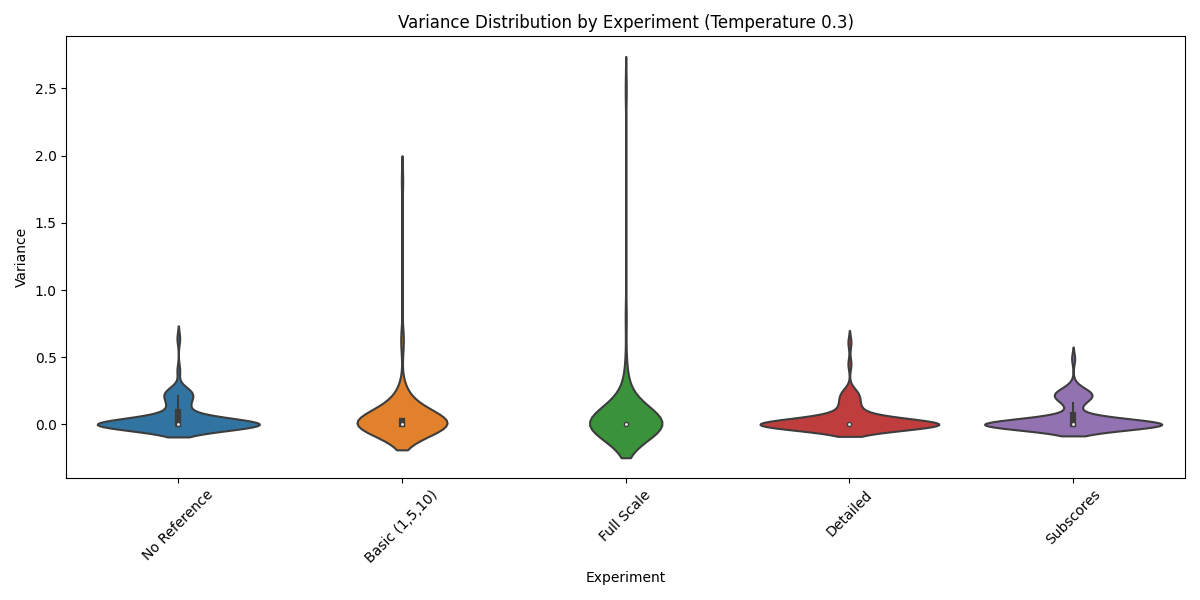 Variance Distribution by Experiment (Temperature 0.3)
Variance
2.5
2.0
1.5
1.0
0.5
0.0
No Reference
Basic (1,5,10)
Full Scale
Detailed
Subscores
Experiment